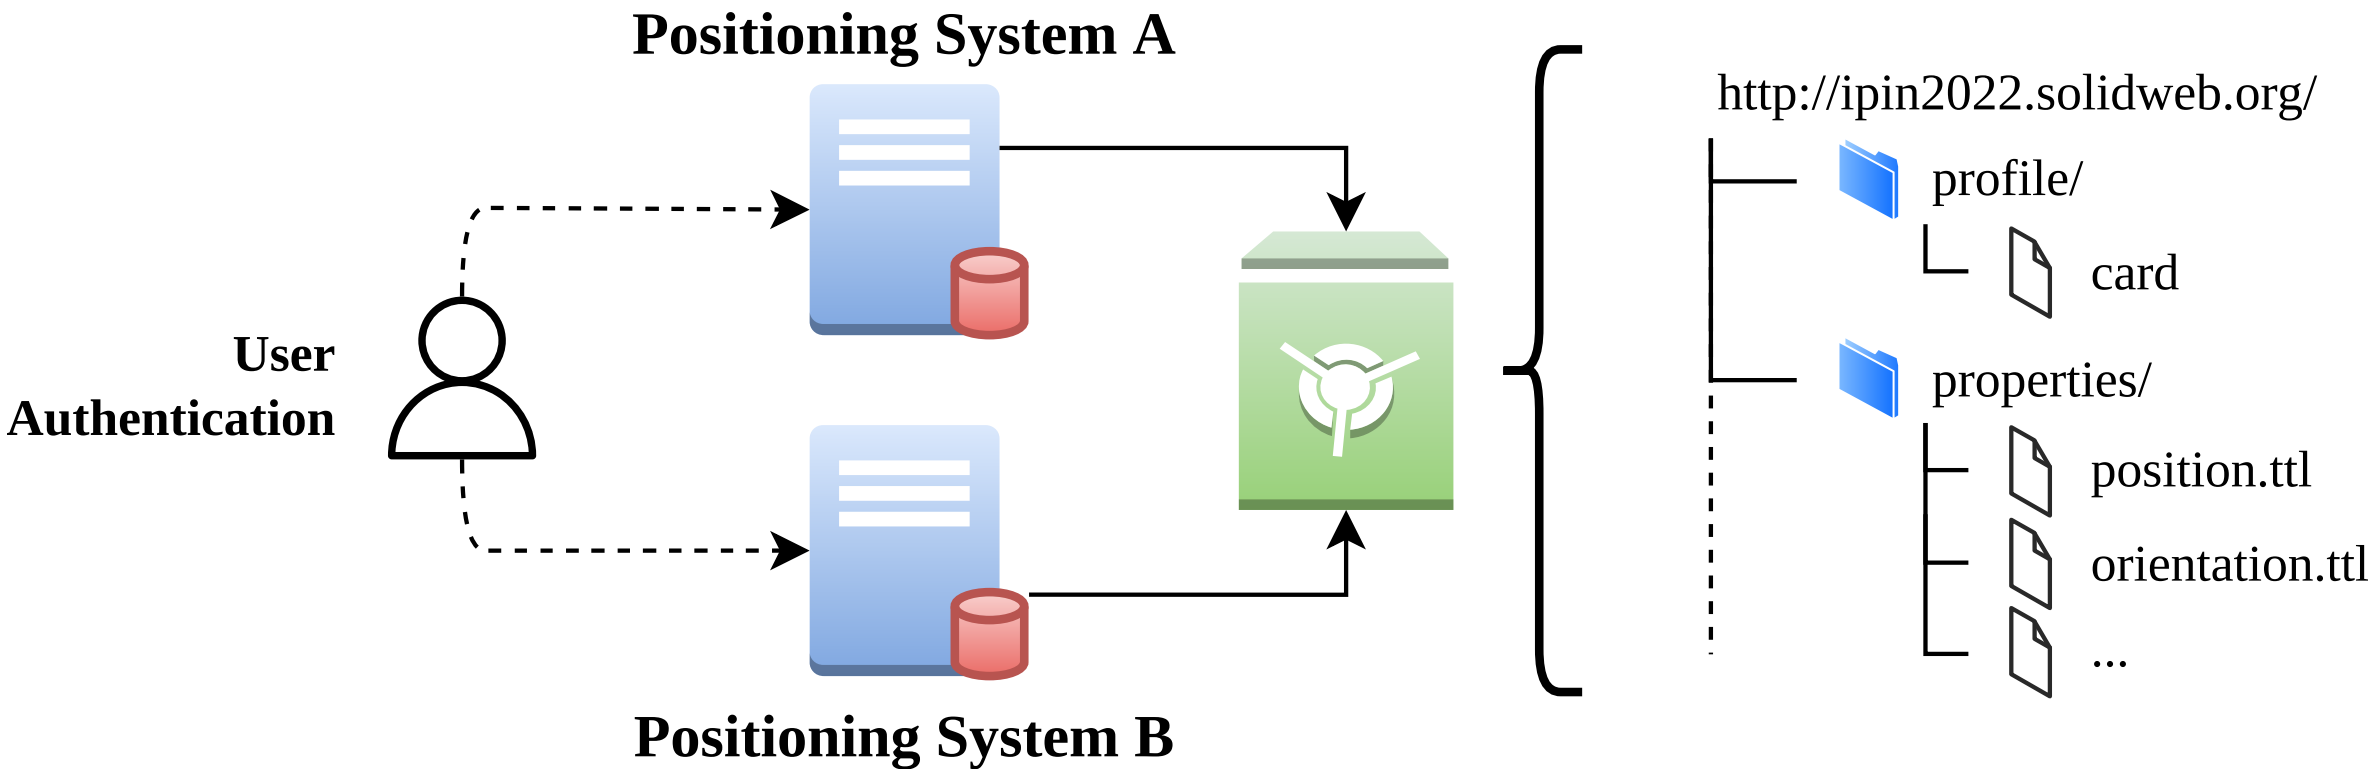 Positioning System A
http://ipin2022.solidweb.org/
profile/
card
User
Authentication
properties/
position.ttl
orientation.ttl
...
Positioning System B